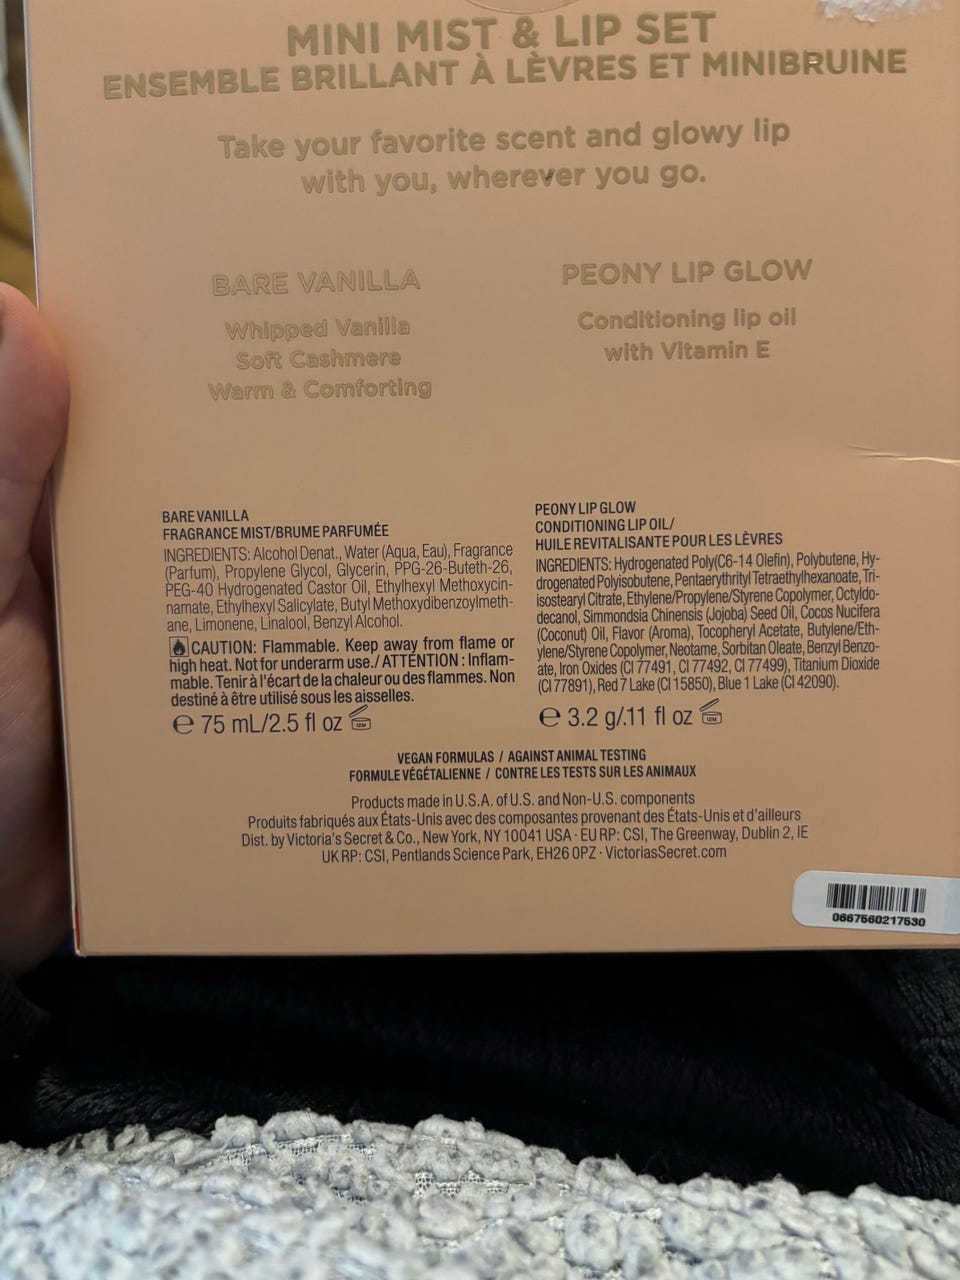 MINI MIST & LIP SET
ENSEMBLE BRILLANT À LÈVRES ET MINIBRUINE
Take your favorite scent and glowy lip
with you, wherever you go.
BARE VANILLA
Whipped Vanilla
Soft Cashmere
Warm & Comforting
PEONY LIP GLOW
Conditioning lip oil
with Vitamin E
BARE VANILLA
FRAGRANCE MIST/BRUME PARFUMÉE
INGREDIENTS: Alcohol Denat., Water (Aqua, Eau), Fragrance
(Parfum), Propylene Glycol, Glycerin, PPG-26-Buteth-26,
PEG-40 Hydrogenated Castor Oil, Ethylhexyl Methoxycin-
namate, Ethylhexyl Salicylate, Butyl Methoxydibenzoylmeth-
ane, Limonene, Linalool, Benzyl Alcohol.
CAUTION: Flammable. Keep away from flame or
high heat. Not for underarm use./ ATTENTION : Inflam-
mable. Tenir à l'écart de la chaleur ou des flammes. Non
destiné à être utilisé sous les aisselles.
℮ 75 mL/2.5 fl oz 12M
PEONY LIP GLOW
CONDITIONING LIP OIL/
HUILE REVITALISANTE POUR LES LÈVRES
INGREDIENTS: Hydrogenated Poly(C6-14 Olefin), Polybutene, Hy-
drogenated Polyisobutene, Pentaerythrityl Tetraethylhexanoate, Tri-
isostearyl Citrate, Ethylene/Propylene/Styrene Copolymer, Octyldo-
decanol, Simmondsia Chinensis (Jojoba) Seed Oil, Cocos Nucifera
(Coconut) Oil, Flavor (Aroma), Tocopheryl Acetate, Butylene/Eth-
ylene/Styrene Copolymer, Neotame, Sorbitan Oleate, Benzyl Benzo-
ate, Iron Oxides (CI 77491, CI 77492, CI 77499), Titanium Dioxide
(CI 77891), Red 7 Lake (CI 15850), Blue 1 Lake (CI 42090).
℮ 3.2 g/.11 fl oz 12M
VEGAN FORMULAS / AGAINST ANIMAL TESTING
FORMULE VÉGÉTALIENNE / CONTRE LES TESTS SUR LES ANIMAUX
Products made in U.S.A. of U.S. and Non-U.S. components
Produits fabriqués aux États-Unis avec des composantes provenant des États-Unis et d'ailleurs
Dist. by Victoria's Secret & Co., New York, NY 10041 USA · EU RP: CSI, The Greenway, Dublin 2, IE
UK RP: CSI, Pentlands Science Park, EH26 0PZ · VictoriasSecret.com
0667560217530